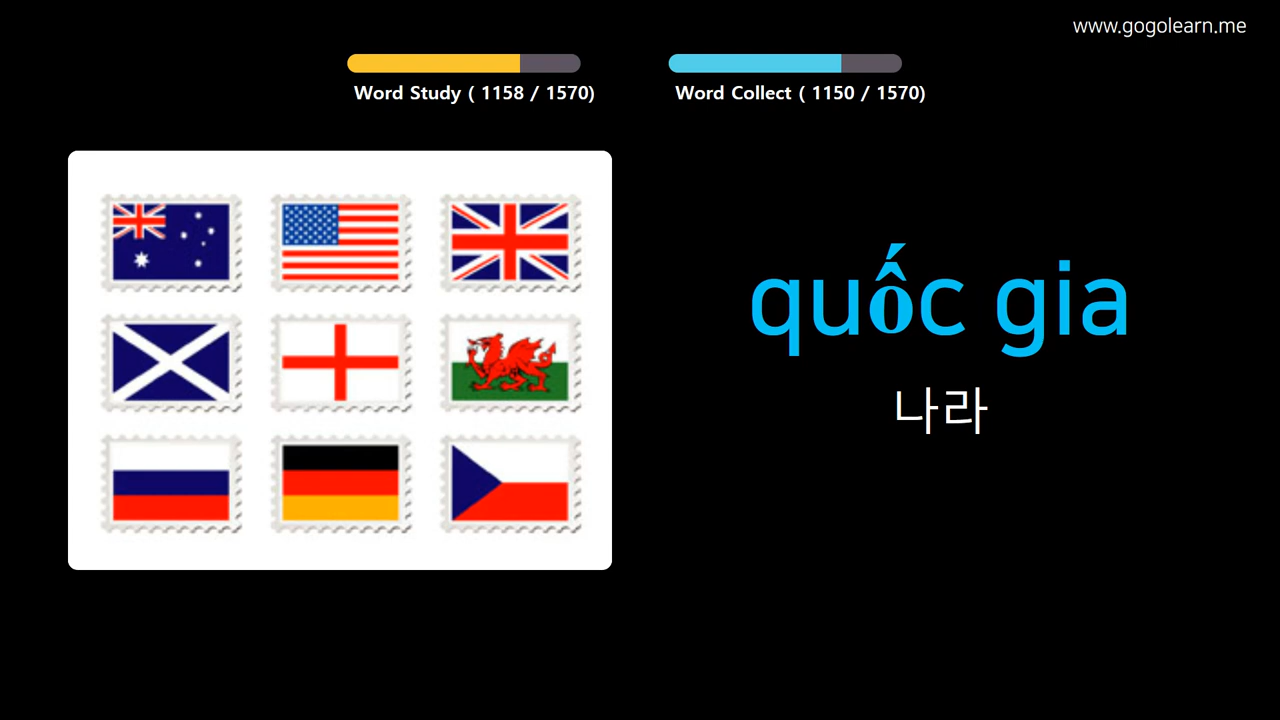 www.gogolearn.me
Word Study ( 1158 / 1570)
Word Collect ( 1150 / 1570)
quốc gia
나라